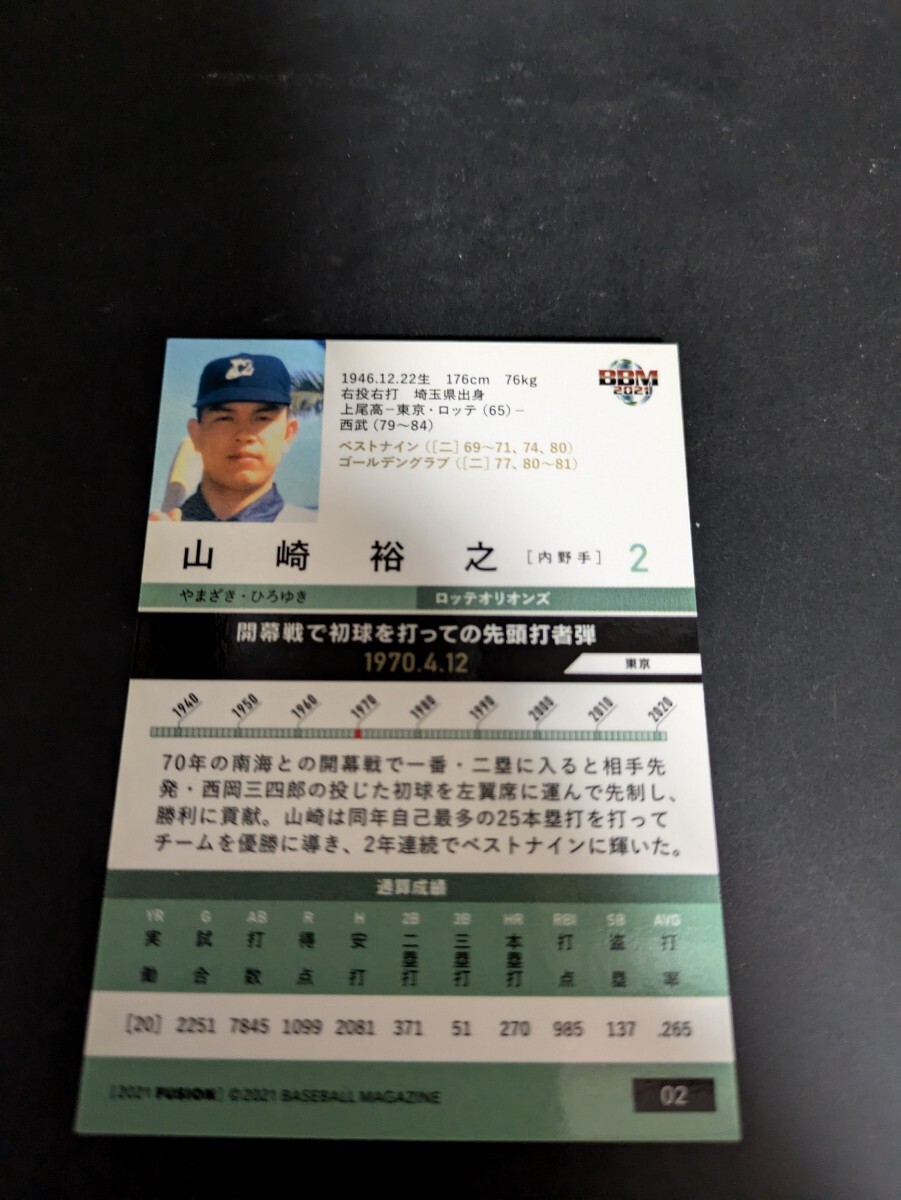 1946.12.22生 176cm 76kg
右投右打 埼玉県出身
上尾高－東京・ロッテ(65)－
西武(79〜84)
ベストナイン([二]69〜71、74、80)
ゴールデングラブ([二]77、80〜81)
BBM
2021
山崎裕之 [内野手] 2
やまざき・ひろゆき ロッテオリオンズ
開幕戦で初球を打っての先頭打者弾
1970.4.12
東京
1940 1950 1960 1970 1980 1990 2000 2010 2020
70年の南海との開幕戦で一番・二塁に入ると相手先
発・西岡三四郎の投じた初球を左翼席に運んで先制し、
勝利に貢献。山崎は同年自己最多の25本塁打を打って
チームを優勝に導き、2年連続でベストナインに輝いた。
通算成績
YR G AB R H 2B 3B HR RBI SB AVG
実働 試合 打数 得点 安打 二塁打 三塁打 本塁打 打点 盗塁 打率
[20] 2251 7845 1099 2081 371 51 270 985 137 .265
[2021 FUSION] ©2021 BASEBALL MAGAZINE
02